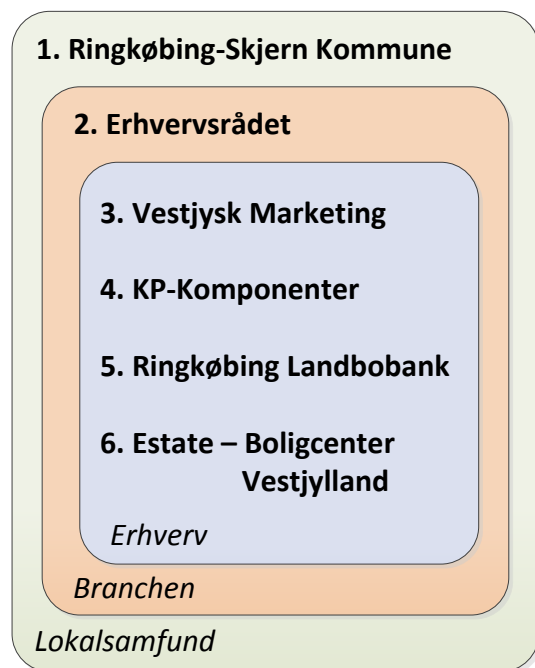 1. Ringkøbing-Skjern Kommune
2. Erhvervsrådet
3. Vestjysk Marketing
4. KP-Komponenter
5. Ringkøbing Landbobank
6. Estate – Boligcenter
Vestjylland
Erhverv
Branchen
Lokalsamfund